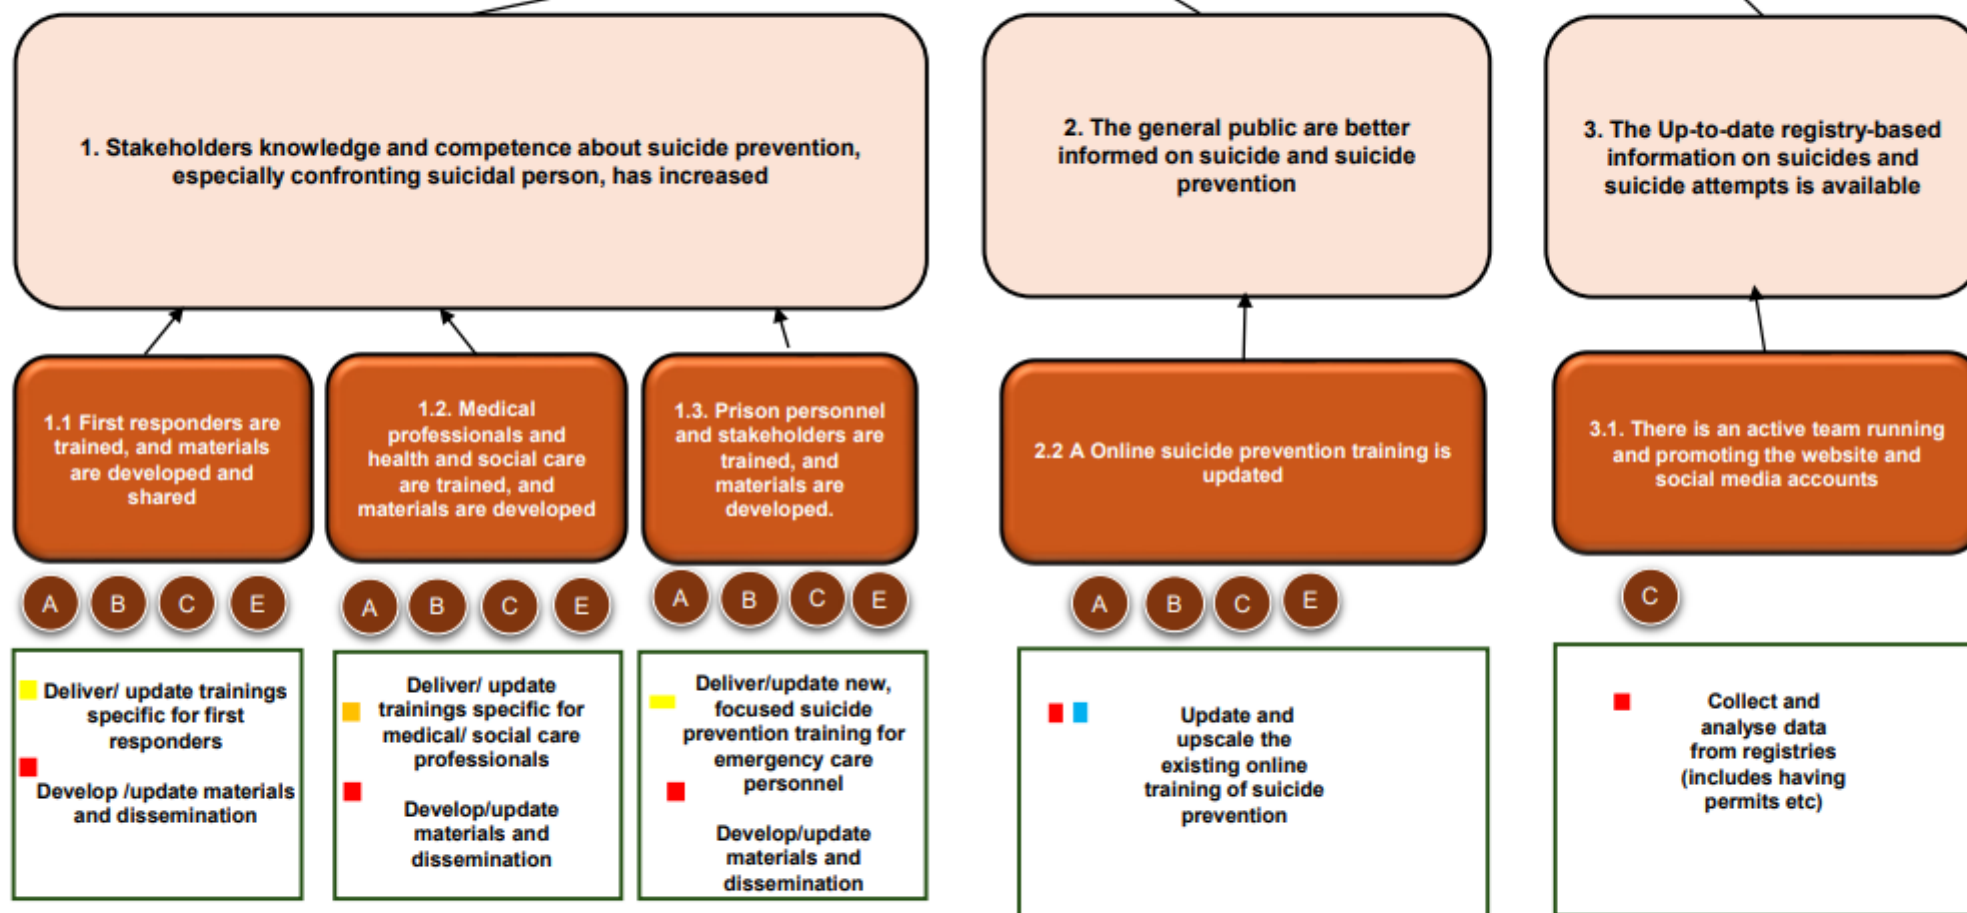 1. Stakeholders knowledge and competence about suicide prevention,
especially confronting suicidal person, has increased
2. The general public are better
informed on suicide and suicide
prevention
3. The Up-to-date registry-based
information on suicides and
suicide attempts is available
1.1 First responders are
trained, and materials
are developed and
shared
1.2. Medical
professionals and
health and social care
are trained, and
materials are developed
1.3. Prison personnel
and stakeholders are
trained, and
materials are
developed.
2.2 A Online suicide prevention training is
updated
3.1. There is an active team running
and promoting the website and
social media accounts
A B C E
A B C E
A B C E
A B C E
C
Deliver/ update trainings
specific for first
responders
Develop /update materials
and dissemination
Deliver/ update
trainings specific for
medical/ social care
professionals
Develop/update
materials and
dissemination
Deliver/update new,
focused suicide
prevention training for
emergency care
personnel
Develop/update
materials and
dissemination
Update and
upscale the
existing online
training of suicide
prevention
Collect and
analyse data
from registries
(includes having
permits etc)